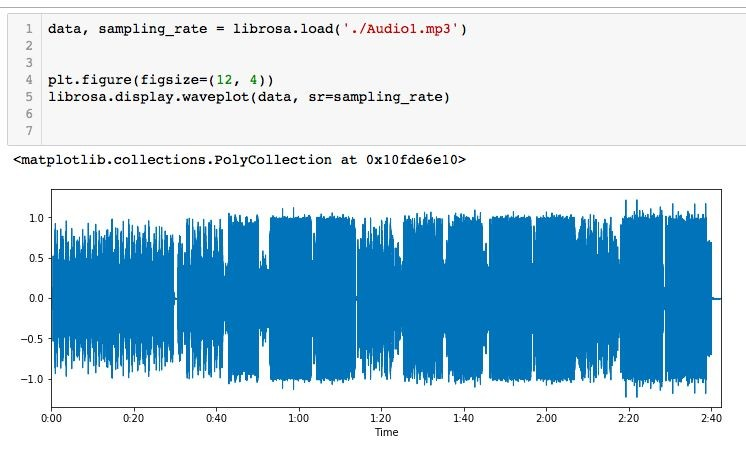 1 data, sampling_rate = librosa.load('./Audio1.mp3')
2
3
4 plt.figure(figsize=(12, 4))
5 librosa.display.waveplot(data, sr=sampling_rate)
6
7
<matplotlib.collections.PolyCollection at 0x10fde6e10>
1.0
0.5
0.0
−0.5
−1.0
0:00 0:20 0:40 1:00 1:20 1:40 2:00 2:20 2:40
Time